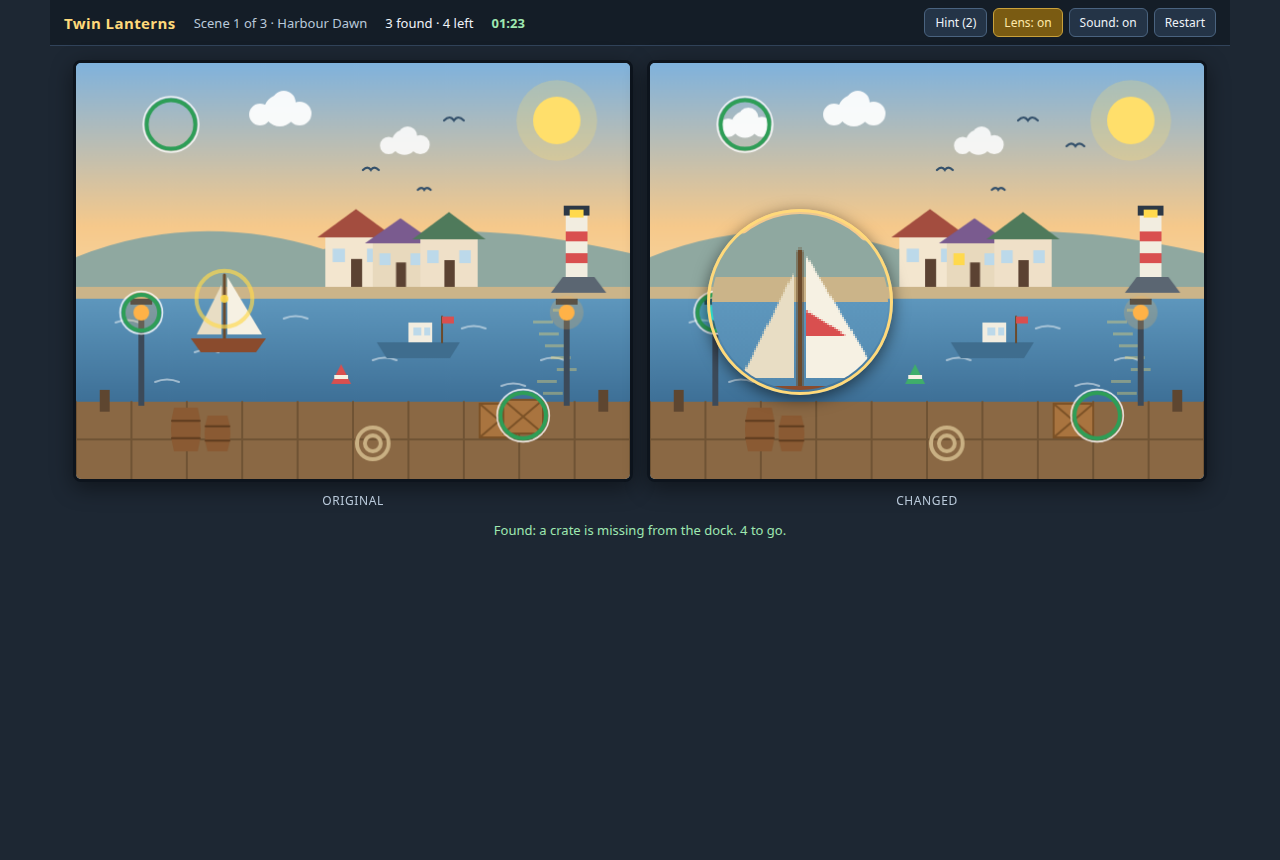 Twin Lanterns Scene 1 of 3 · Harbour Dawn 3 found · 4 left 01:23 Hint (2) Lens: on Sound: on Restart
ORIGINAL CHANGED
Found: a crate is missing from the dock. 4 to go.